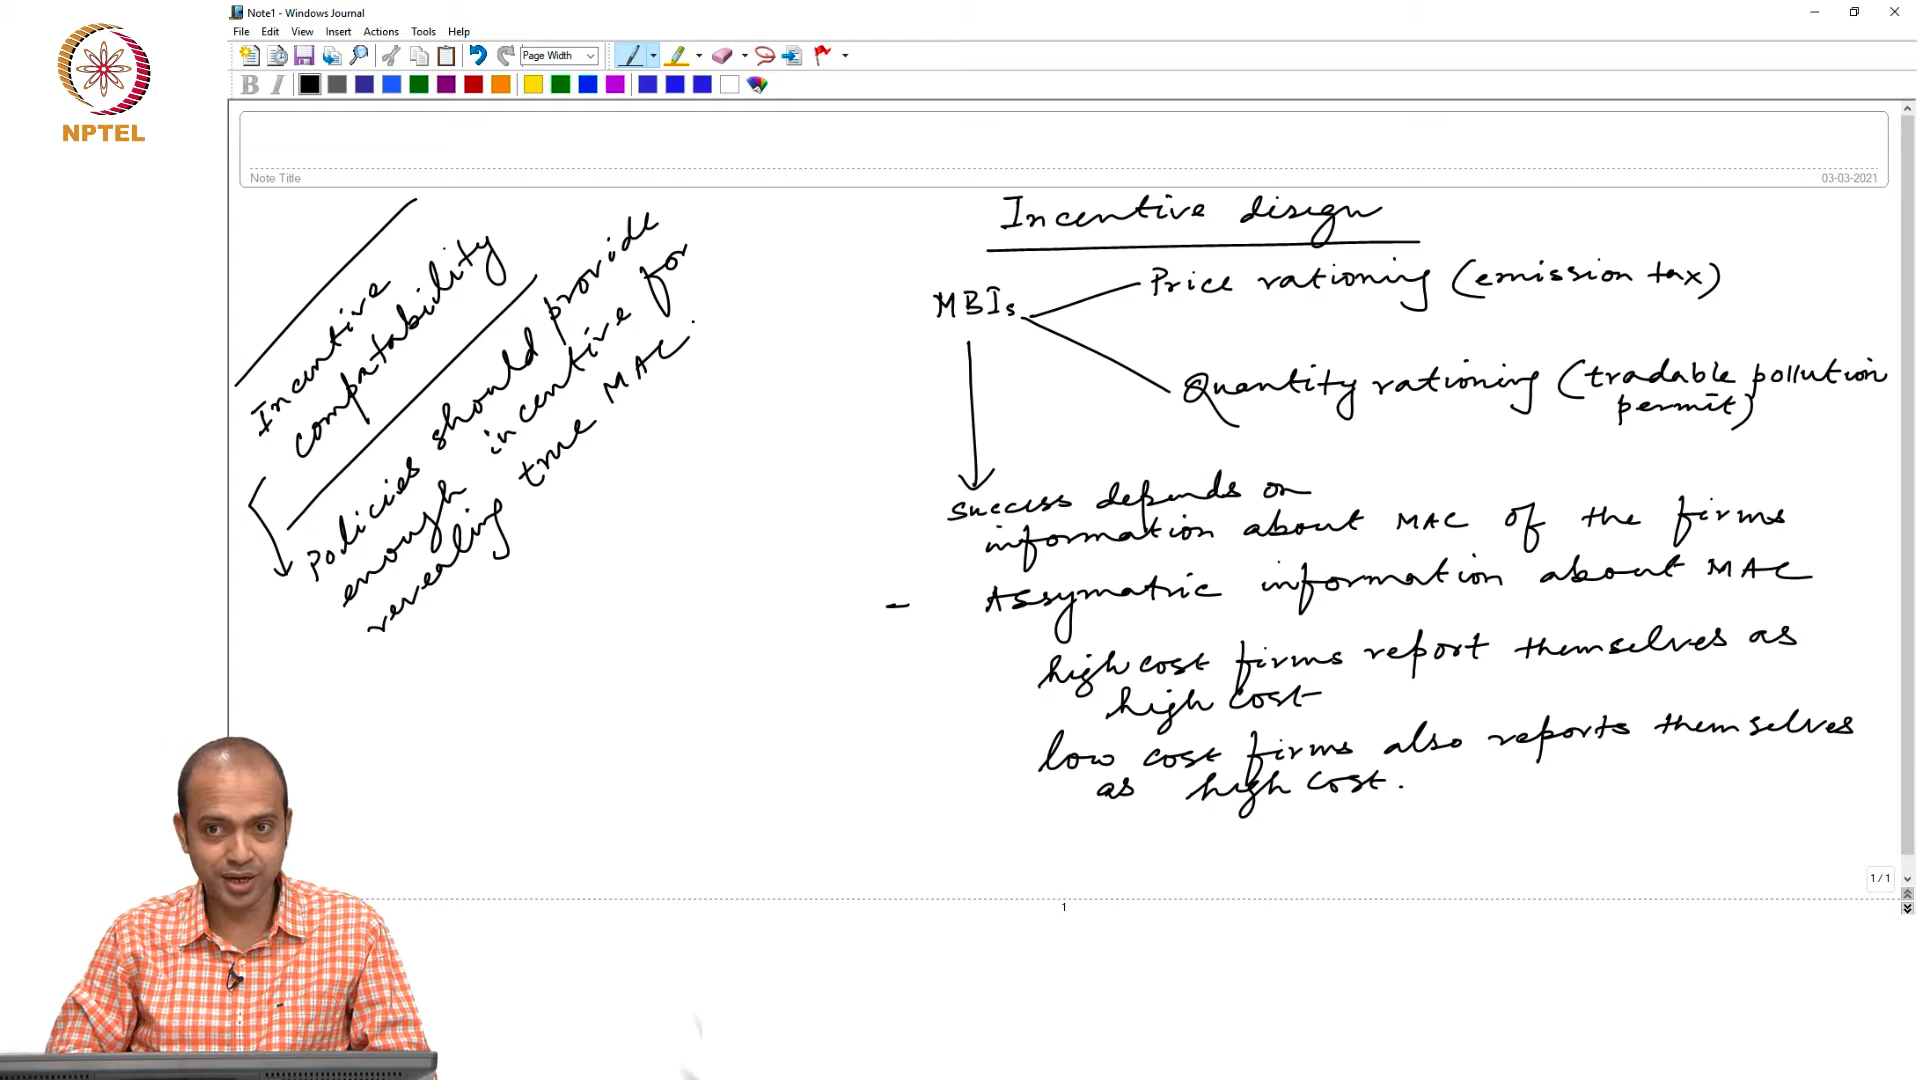 Note1 - Windows Journal
File Edit View Insert Actions Tools Help
Page Width
B I
NPTEL
Note Title
03-03-2021
Incentive disign
MBIs
Price rationing (emission tax)
Quantity rationing (tradable pollution
permit)
success depends on
information about MAC of the firms
- Assymatric information about MAC
high cost firms report themselves as
high cost
low cost firms also reports themselves
as high cost.
Incentive
compatability
Policies should provide
enough incentive for
revealing true MAC.
1/1
1